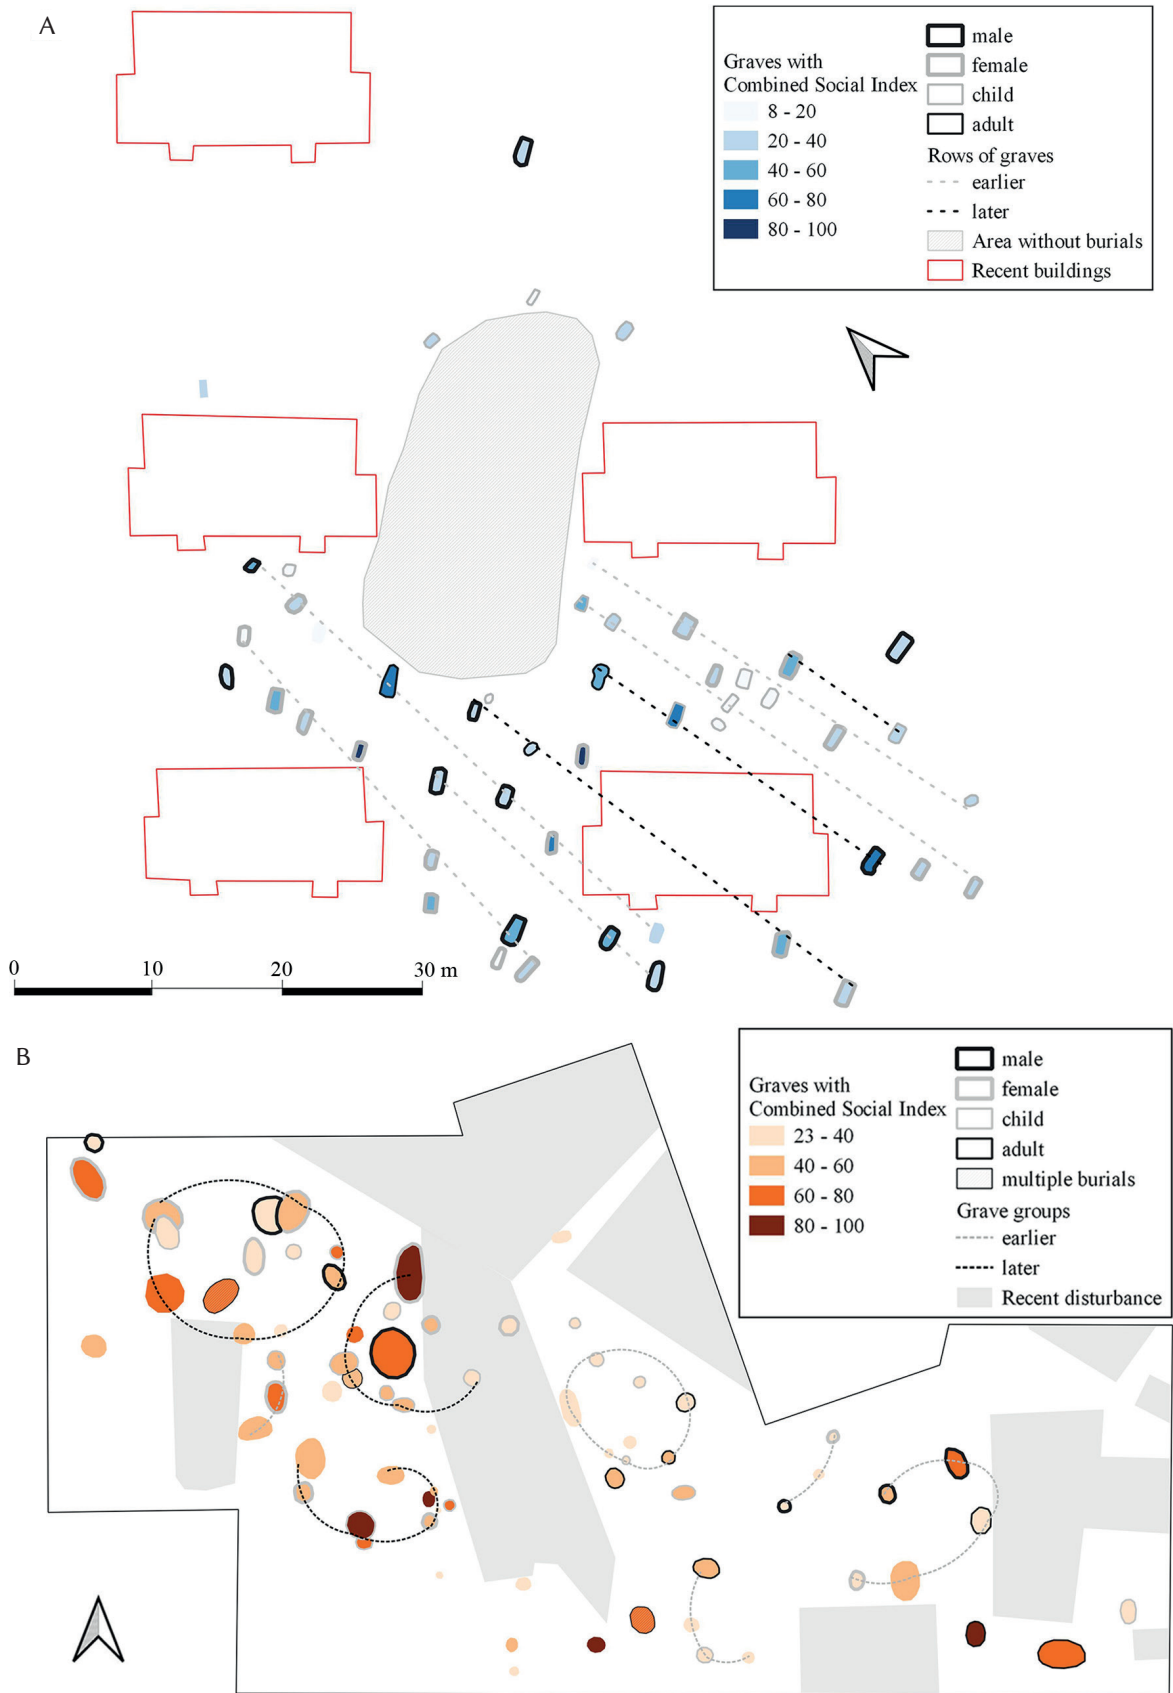 A
Graves with
Combined Social Index
8 - 20
20 - 40
40 - 60
60 - 80
80 - 100
male
female
child
adult
Rows of graves
earlier
later
Area without burials
Recent buildings
0 10 20 30 m
B
Graves with
Combined Social Index
23 - 40
40 - 60
60 - 80
80 - 100
male
female
child
adult
multiple burials
Grave groups
earlier
later
Recent disturbance